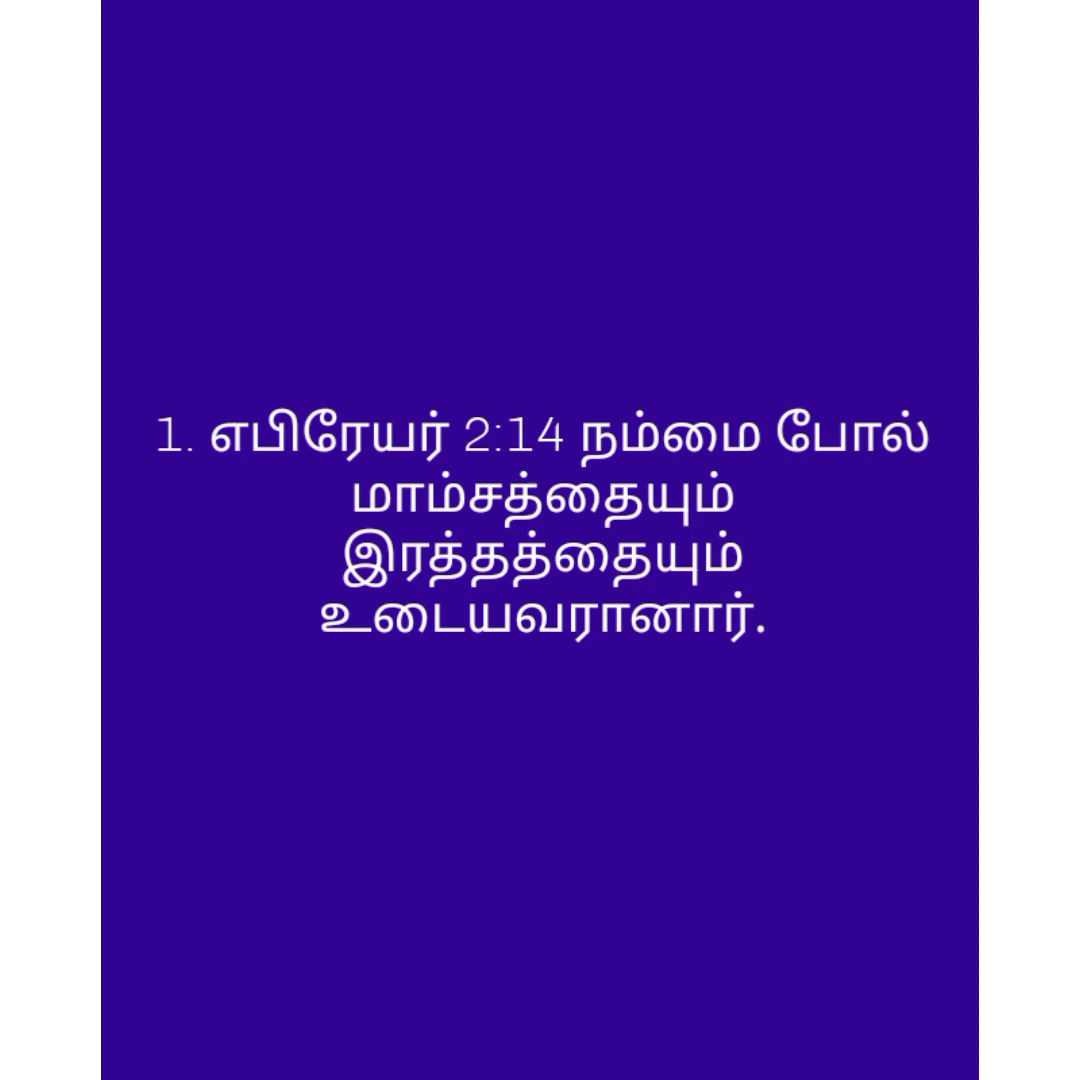 1. எபிரேயர் 2:14 நம்மை போல்
மாம்சத்தையும்
இரத்தத்தையும்
உடையவரானார்.